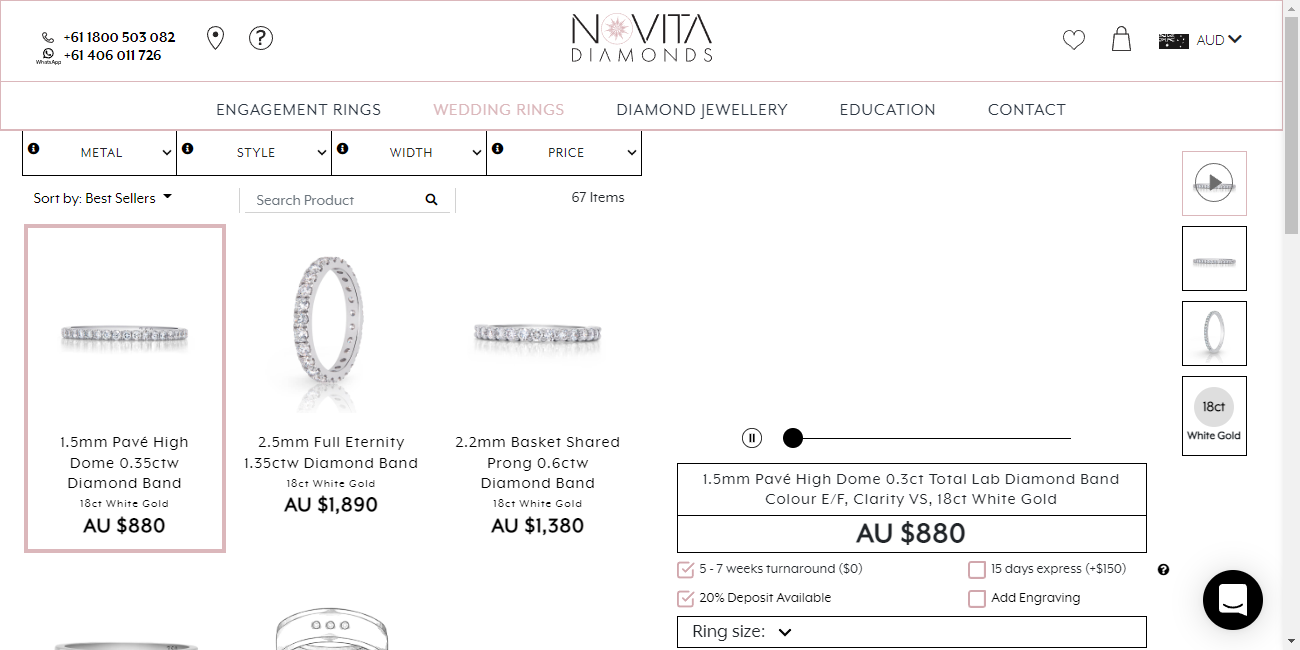 +61 1800 503 082
WhatsApp
+61 406 011 726
?
NOVITA
DIAMONDS
AUD
ENGAGEMENT RINGS
WEDDING RINGS
DIAMOND JEWELLERY
EDUCATION
CONTACT
METAL
STYLE
WIDTH
PRICE
Sort by: Best Sellers
Search Product
67 Items
1.5mm Pavé High
Dome 0.35ctw
Diamond Band
18ct White Gold
AU $880
2.5mm Full Eternity
1.35ctw Diamond Band
18ct White Gold
AU $1,890
2.2mm Basket Shared
Prong 0.6ctw
Diamond Band
18ct White Gold
AU $1,380
18ct
White Gold
1.5mm Pavé High Dome 0.3ct Total Lab Diamond Band
Colour E/F, Clarity VS, 18ct White Gold
AU $880
5 - 7 weeks turnaround ($0)
15 days express (+$150)
?
20% Deposit Available
Add Engraving
Ring size: